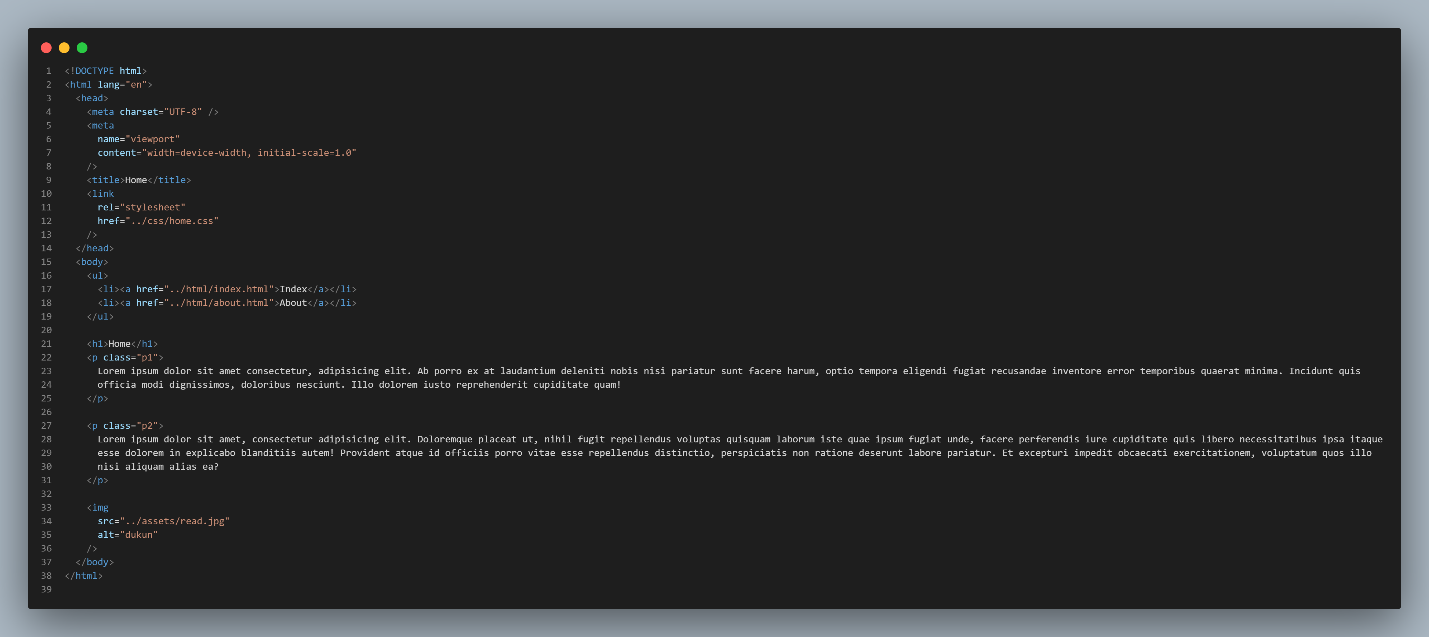 1 <!DOCTYPE html>
2 <html lang="en">
3   <head>
4     <meta charset="UTF-8" />
5     <meta
6       name="viewport"
7       content="width=device-width, initial-scale=1.0"
8     />
9     <title>Home</title>
10     <link
11       rel="stylesheet"
12       href="../css/home.css"
13     />
14   </head>
15   <body>
16     <ul>
17       <li><a href="../html/index.html">Index</a></li>
18       <li><a href="../html/about.html">About</a></li>
19     </ul>
20
21     <h1>Home</h1>
22     <p class="p1">
23       Lorem ipsum dolor sit amet consectetur, adipisicing elit. Ab porro ex at laudantium deleniti nobis nisi pariatur sunt facere harum, optio tempora eligendi fugiat recusandae inventore error temporibus quaerat minima. Incidunt quis
24       officia modi dignissimos, doloribus nesciunt. Illo dolorem iusto reprehenderit cupiditate quam!
25     </p>
26
27     <p class="p2">
28       Lorem ipsum dolor sit amet, consectetur adipisicing elit. Doloremque placeat ut, nihil fugit repellendus voluptas quisquam laborum iste quae ipsum fugiat unde, facere perferendis iure cupiditate quis libero necessitatibus ipsa itaque
29       esse dolorem in explicabo blanditiis autem! Provident atque id officiis porro vitae esse repellendus distinctio, perspiciatis non ratione deserunt labore pariatur. Et excepturi impedit obcaecati exercitationem, voluptatum quos illo
30       nisi aliquam alias ea?
31     </p>
32
33     <img
34       src="../assets/read.jpg"
35       alt="dukun"
36     />
37   </body>
38 </html>
39